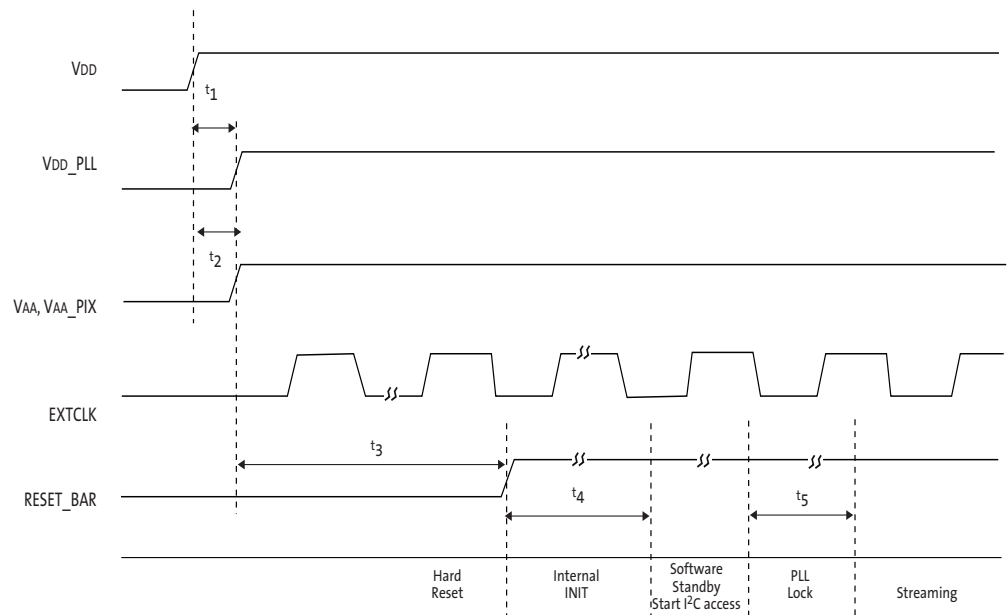 VDD
t1
VDD_PLL
t2
VAA, VAA_PIX
EXTCLK
t3
RESET_BAR
t4
t5
Hard
Reset
Internal
INIT
Software
Standby
Start I²C access
PLL
Lock
Streaming